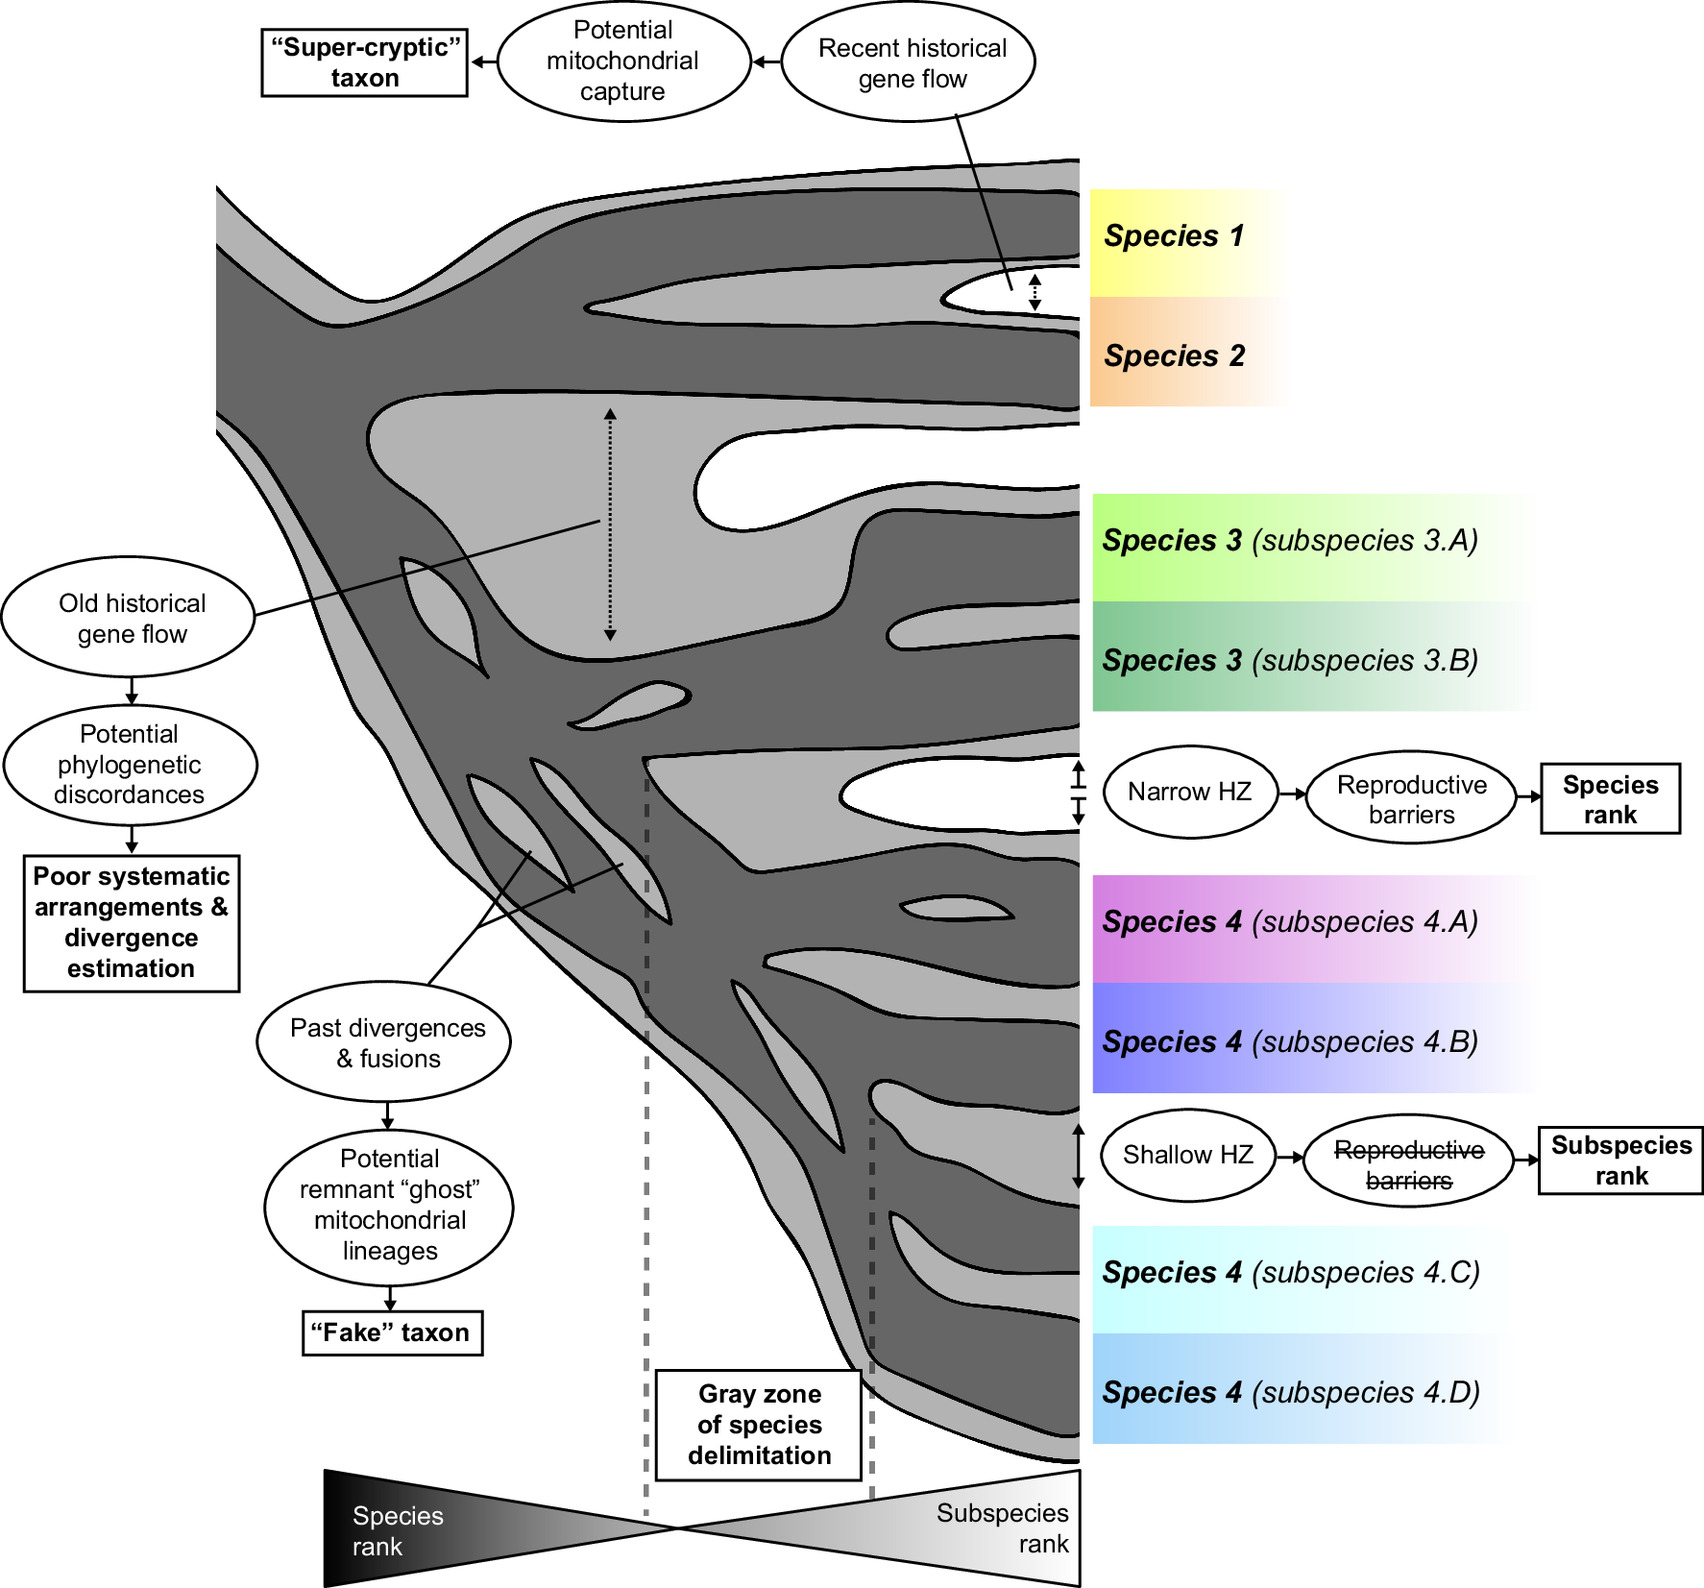 “Super-cryptic”
taxon
Potential
mitochondrial
capture
Recent historical
gene flow
Species 1
Species 2
Species 3 (subspecies 3.A)
Species 3 (subspecies 3.B)
Old historical
gene flow
Potential
phylogenetic
discordances
Poor systematic
arrangements &
divergence
estimation
Narrow HZ
Reproductive
barriers
Species
rank
Species 4 (subspecies 4.A)
Species 4 (subspecies 4.B)
Past divergences
& fusions
Potential
remnant “ghost”
mitochondrial
lineages
“Fake” taxon
Shallow HZ
Reproductive
barriers
Subspecies
rank
Species 4 (subspecies 4.C)
Species 4 (subspecies 4.D)
Gray zone
of species
delimitation
Species
rank
Subspecies
rank